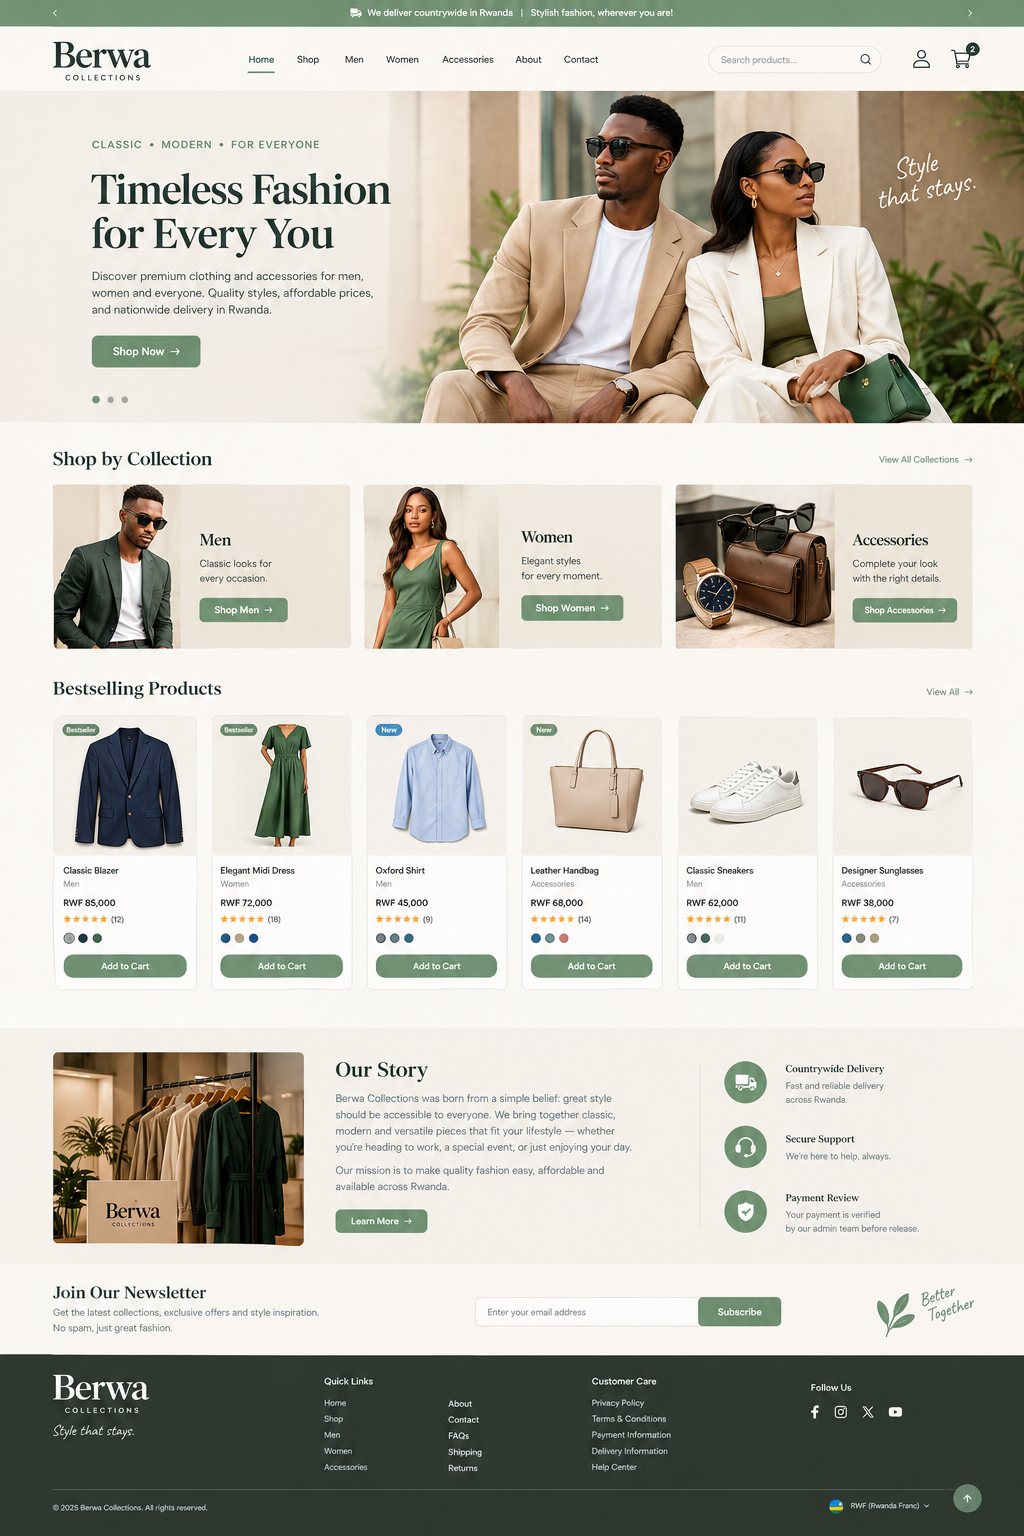 We deliver countrywide in Rwanda | Stylish fashion, wherever you are!
Berwa
COLLECTIONS
Home Shop Men Women Accessories About Contact
Search products...
2
CLASSIC • MODERN • FOR EVERYONE
Timeless Fashion
for Every You
Discover premium clothing and accessories for men,
women and everyone. Quality styles, affordable prices,
and nationwide delivery in Rwanda.
Shop Now →
Style
that stays.
Shop by Collection
View All Collections →
Men
Classic looks for
every occasion.
Shop Men →
Women
Elegant styles
for every moment.
Shop Women →
Accessories
Complete your look
with the right details.
Shop Accessories →
Bestselling Products
View All →
Bestseller
Classic Blazer
Men
RWF 85,000
★★★★★ (12)
Add to Cart
Bestseller
Elegant Midi Dress
Women
RWF 72,000
★★★★★ (18)
Add to Cart
New
Oxford Shirt
Men
RWF 45,000
★★★★★ (9)
Add to Cart
New
Leather Handbag
Accessories
RWF 68,000
★★★★★ (14)
Add to Cart
Classic Sneakers
Men
RWF 62,000
★★★★★ (11)
Add to Cart
Designer Sunglasses
Accessories
RWF 38,000
★★★★★ (7)
Add to Cart
Berwa
COLLECTIONS
Our Story
Berwa Collections was born from a simple belief: great style
should be accessible to everyone. We bring together classic,
modern and versatile pieces that fit your lifestyle — whether
you're heading to work, a special event, or just enjoying your day.
Our mission is to make quality fashion easy, affordable and
available across Rwanda.
Learn More →
Countrywide Delivery
Fast and reliable delivery
across Rwanda.
Secure Support
We're here to help, always.
Payment Review
Your payment is verified
by our admin team before release.
Join Our Newsletter
Get the latest collections, exclusive offers and style inspiration.
No spam, just great fashion.
Enter your email address
Subscribe
Better
Together
Berwa
COLLECTIONS
Style that stays.
Quick Links
Home
Shop
Men
Women
Accessories
About
Contact
FAQs
Shipping
Returns
Customer Care
Privacy Policy
Terms & Conditions
Payment Information
Delivery Information
Help Center
Follow Us
© 2025 Berwa Collections. All rights reserved.
RWF (Rwanda Franc)